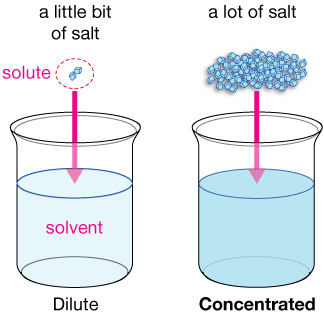 a little bit
of salt
a lot of salt
solute
solvent
Dilute
Concentrated